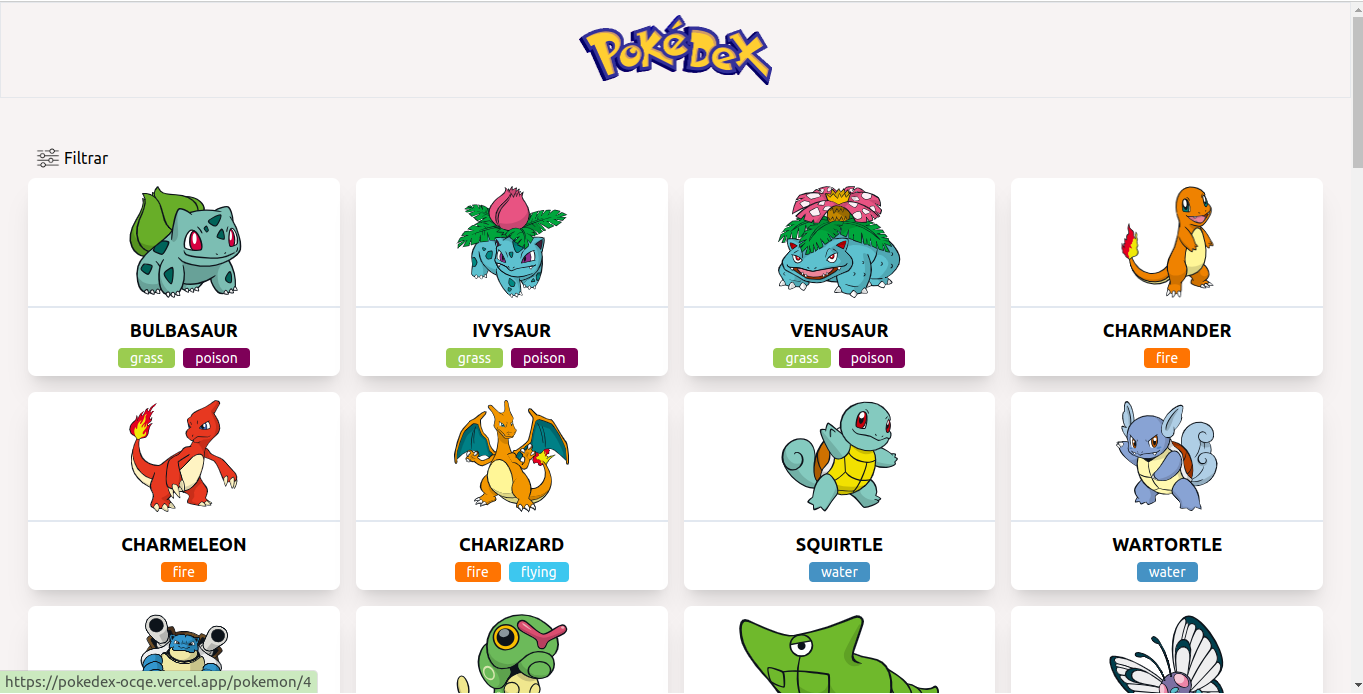 PoKéDeX
Filtrar
BULBASAUR
grass poison
IVYSAUR
grass poison
VENUSAUR
grass poison
CHARMANDER
fire
CHARMELEON
fire
CHARIZARD
fire flying
SQUIRTLE
water
WARTORTLE
water
https://pokedex-ocqe.vercel.app/pokemon/4